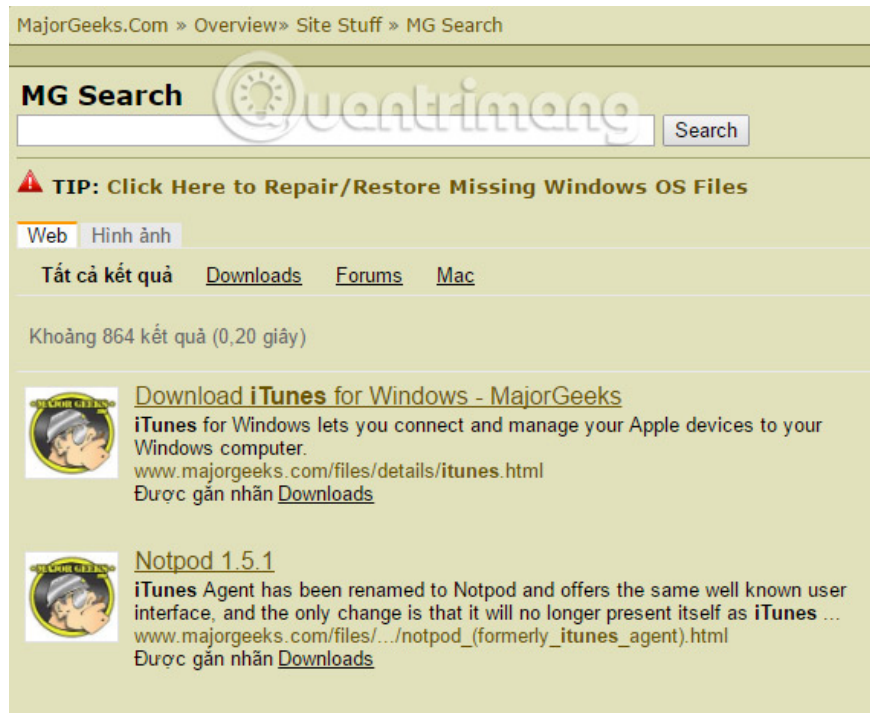 MajorGeeks.Com » Overview» Site Stuff » MG Search
MG Search
Quantrimang
Search
TIP: Click Here to Repair/Restore Missing Windows OS Files
Web Hình ảnh
Tất cả kết quả Downloads Forums Mac
Khoảng 864 kết quả (0,20 giây)
MAJOR GEEKS
Download iTunes for Windows - MajorGeeks
iTunes for Windows lets you connect and manage your Apple devices to your
Windows computer.
www.majorgeeks.com/files/details/itunes.html
Được gắn nhãn Downloads
MAJOR GEEKS
Notpod 1.5.1
iTunes Agent has been renamed to Notpod and offers the same well known user
interface, and the only change is that it will no longer present itself as iTunes ...
www.majorgeeks.com/files/.../notpod_(formerly_itunes_agent).html
Được gắn nhãn Downloads